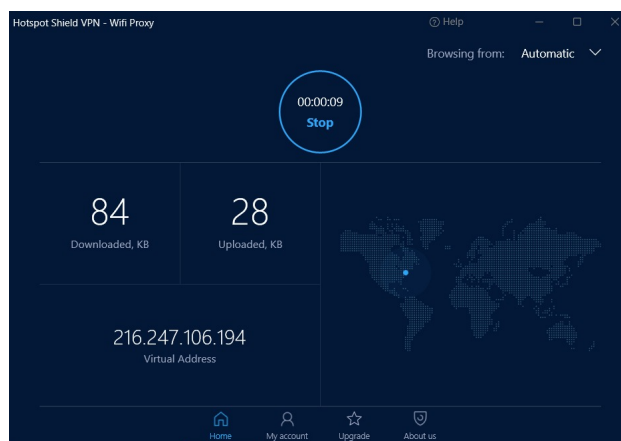 Hotspot Shield VPN - Wifi Proxy
? Help
Browsing from: Automatic
00:00:09
Stop
84
Downloaded, KB
28
Uploaded, KB
216.247.106.194
Virtual Address
Home
My account
Upgrade
About us